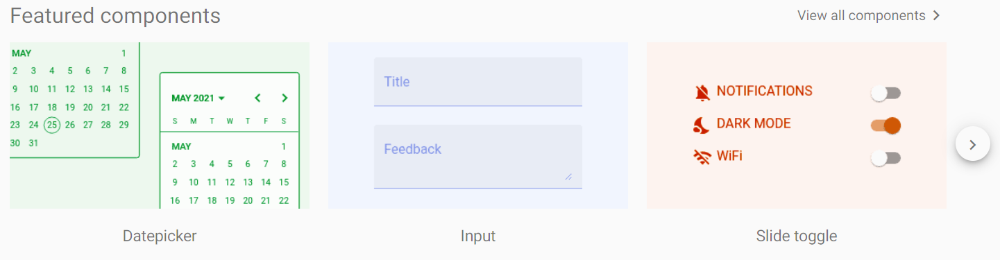 Featured components
View all components
MAY 1
2 3 4 5 6 7 8
9 10 11 12 13 14 15
16 17 18 19 20 21 22
23 24 25 26 27 28 29
30 31
MAY 2021
S M T W T F S
MAY 1
2 3 4 5 6 7 8
9 10 11 12 13 14 15
16 17 18 19 20 21 22
Datepicker
Title
Feedback
Input
NOTIFICATIONS
DARK MODE
WiFi
Slide toggle